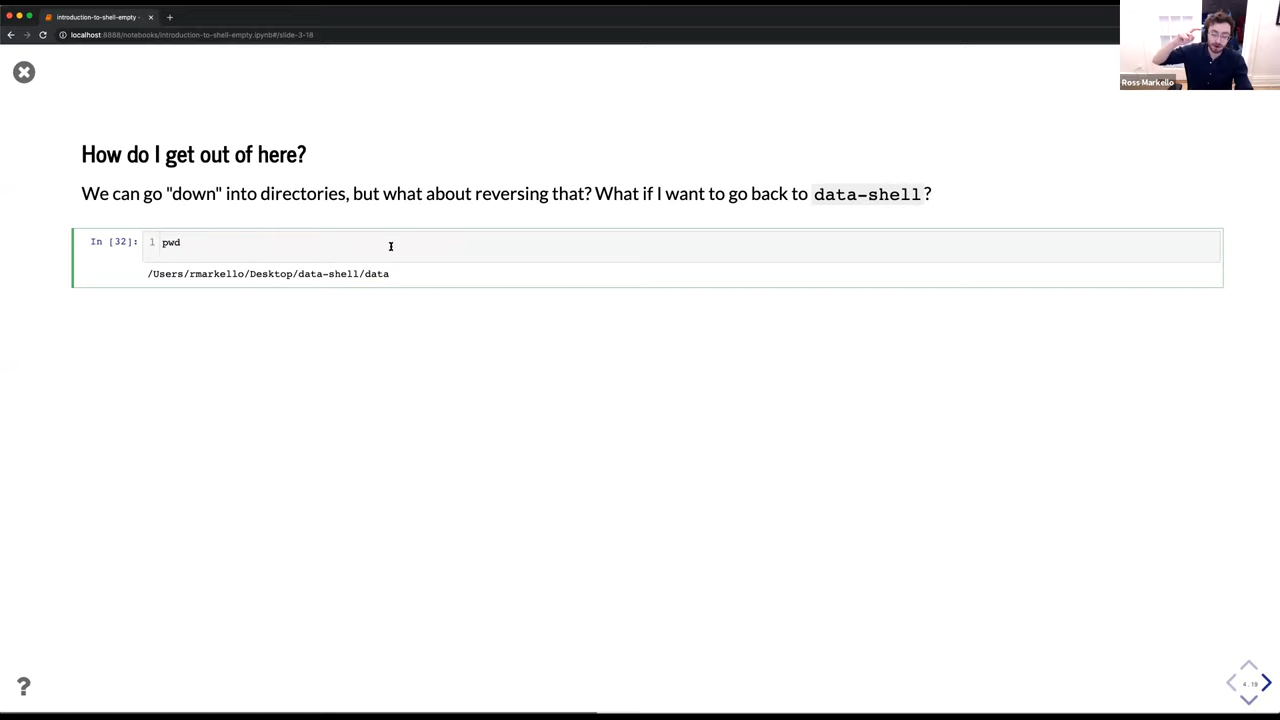 introduction-to-shell-empty -
localhost:8888/notebooks/introduction-to-shell-empty.ipynb#/slide-3-18
Ross Markello
How do I get out of here?
We can go "down" into directories, but what about reversing that? What if I want to go back to data-shell?
In [32]: 1 pwd
/Users/rmarkello/Desktop/data-shell/data
?
4.19